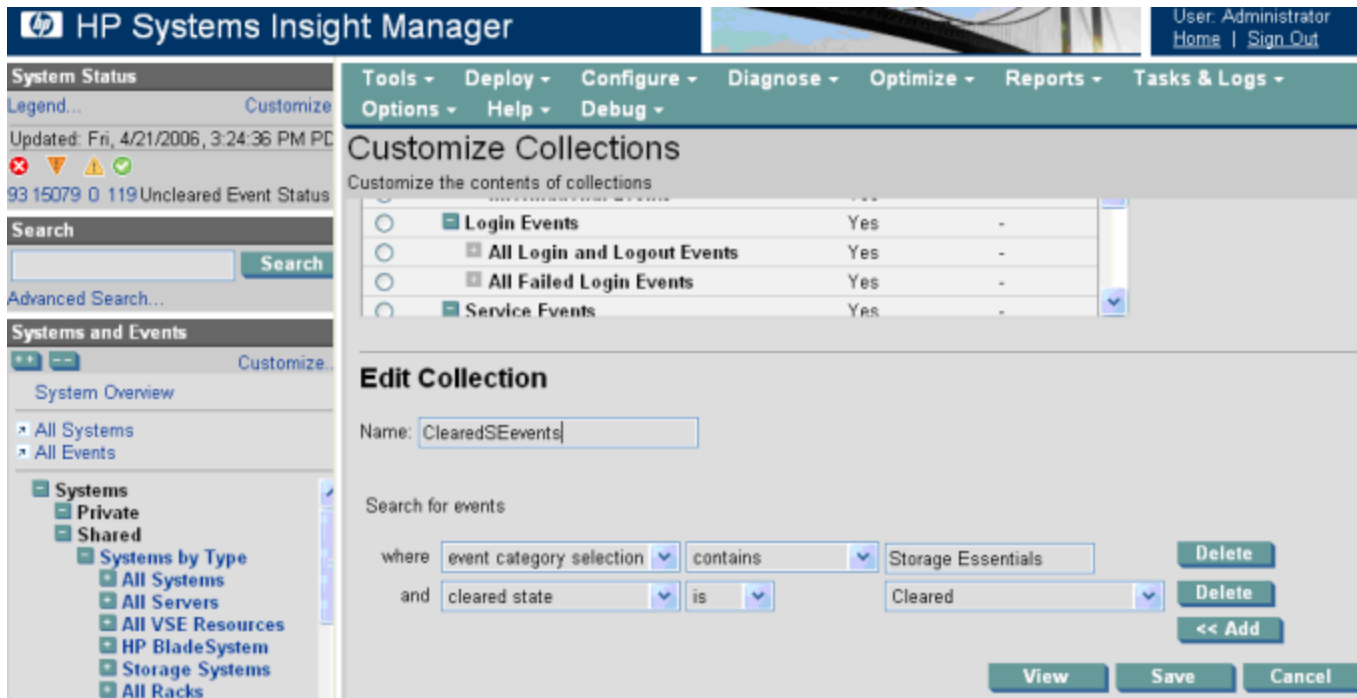 hp HP Systems Insight Manager
User: Administrator
Home | Sign Out
System Status
Legend... Customize
Updated: Fri, 4/21/2006, 3:24:36 PM PD
93 15079 0 119 Uncleared Event Status
Search
Search
Advanced Search...
Systems and Events
Customize..
System Overview
All Systems
All Events
Systems
Private
Shared
Systems by Type
All Systems
All Servers
All VSE Resources
HP BladeSystem
Storage Systems
All Racks
Tools Deploy Configure Diagnose Optimize Reports Tasks & Logs
Options Help Debug
Customize Collections
Customize the contents of collections
Login Events Yes -
All Login and Logout Events Yes -
All Failed Login Events Yes -
Service Events Yes -
Edit Collection
Name: ClearedSEevents
Search for events
where event category selection contains Storage Essentials Delete
and cleared state is Cleared Delete
<< Add
View Save Cancel